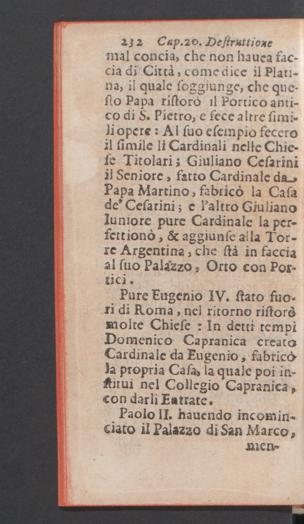 232 Cap.20. Deſtruttione
mal concia, che non hauea fac-
cia di Città, come dice il Plati-
na, il quale ſoggiunge, che que-
ſto Papa riſtorò il Portico anti-
co di S. Pietro, e fece altre ſimi-
li opere: Al ſuo eſempio fecero
il ſimile li Cardinali nelle Chie-
ſe Titolari; Giuliano Ceſarini
il Seniore, fatto Cardinale da
Papa Martino, fabricò la Caſa
de' Ceſarini; e l'altro Giuliano
Iuniore pure Cardinale la per-
fettionò, & aggiunſe alla Tor-
re Argentina, che ſtà in faccia
al ſuo Palazzo, Orto con Por-
tici.
Pure Eugenio IV. ſtato fuo-
ri di Roma, nel ritorno riſtorò
molte Chieſe: In detti tempi
Domenico Capranica creato
Cardinale da Eugenio, fabricò
la propria Caſa, la quale poi in-
ſtitui nel Collegio Capranica,
con darli Entrate.
Paolo II. hauendo incomin-
ciato il Palazzo di San Marco,
men-